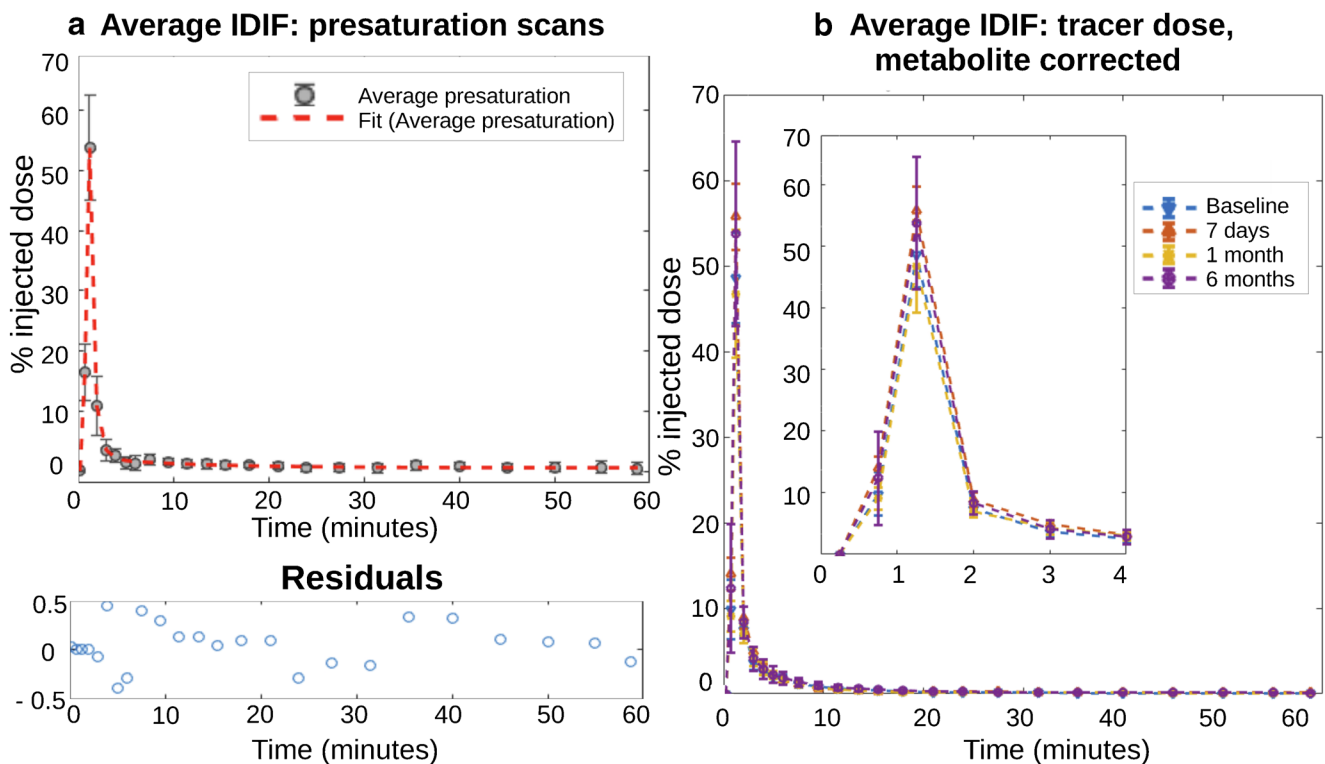 a Average IDIF: presaturation scans
70
60
50
40
30
20
10
0
% injected dose
Average presaturation
Fit (Average presaturation)
0 10 20 30 40 50 60
Time (minutes)
Residuals
0.5
0
- 0.5
0 10 20 30 40 50 60
Time (minutes)
b Average IDIF: tracer dose,
metabolite corrected
70
60
50
40
30
20
10
0
% injected dose
70
60
50
40
30
20
10
0 1 2 3 4
Baseline
7 days
1 month
6 months
0 10 20 30 40 50 60
Time (minutes)